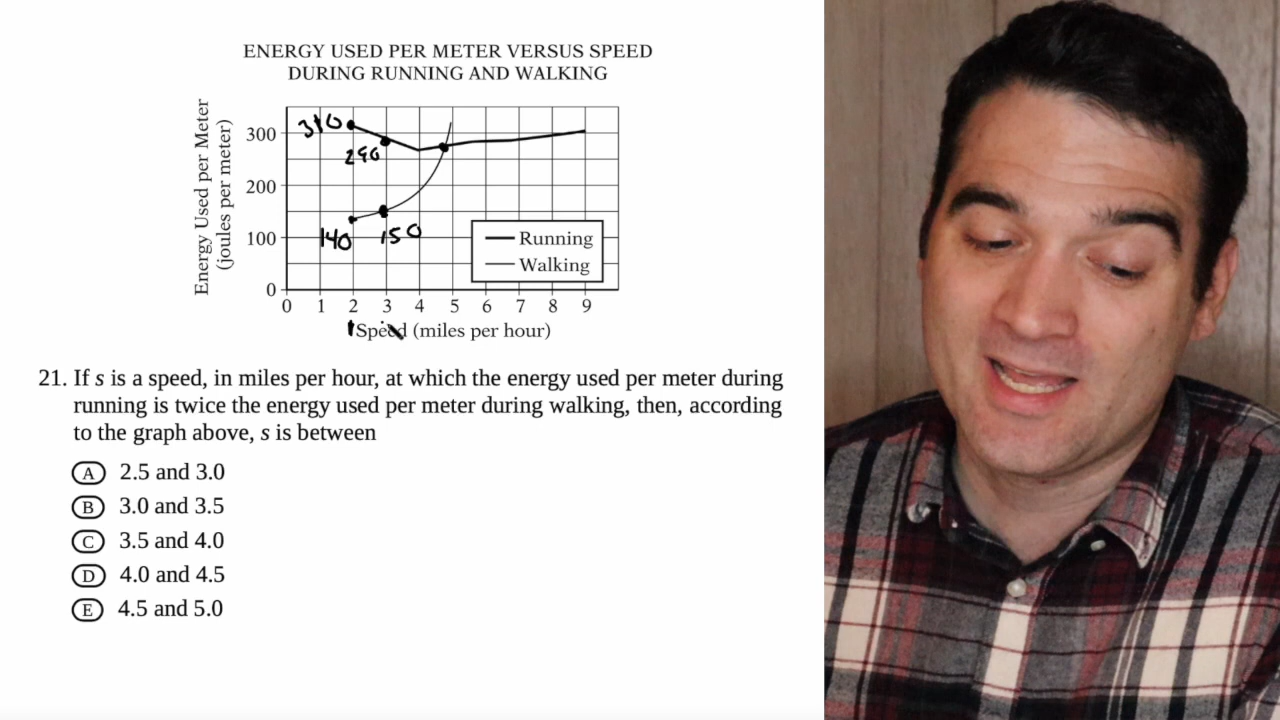 ENERGY USED PER METER VERSUS SPEED
DURING RUNNING AND WALKING
Energy Used per Meter
(joules per meter)
300
200
100
0
310
290
140
150
Running
Walking
0 1 2 3 4 5 6 7 8 9
Speed (miles per hour)
21. If s is a speed, in miles per hour, at which the energy used per meter during
running is twice the energy used per meter during walking, then, according
to the graph above, s is between
A 2.5 and 3.0
B 3.0 and 3.5
C 3.5 and 4.0
D 4.0 and 4.5
E 4.5 and 5.0